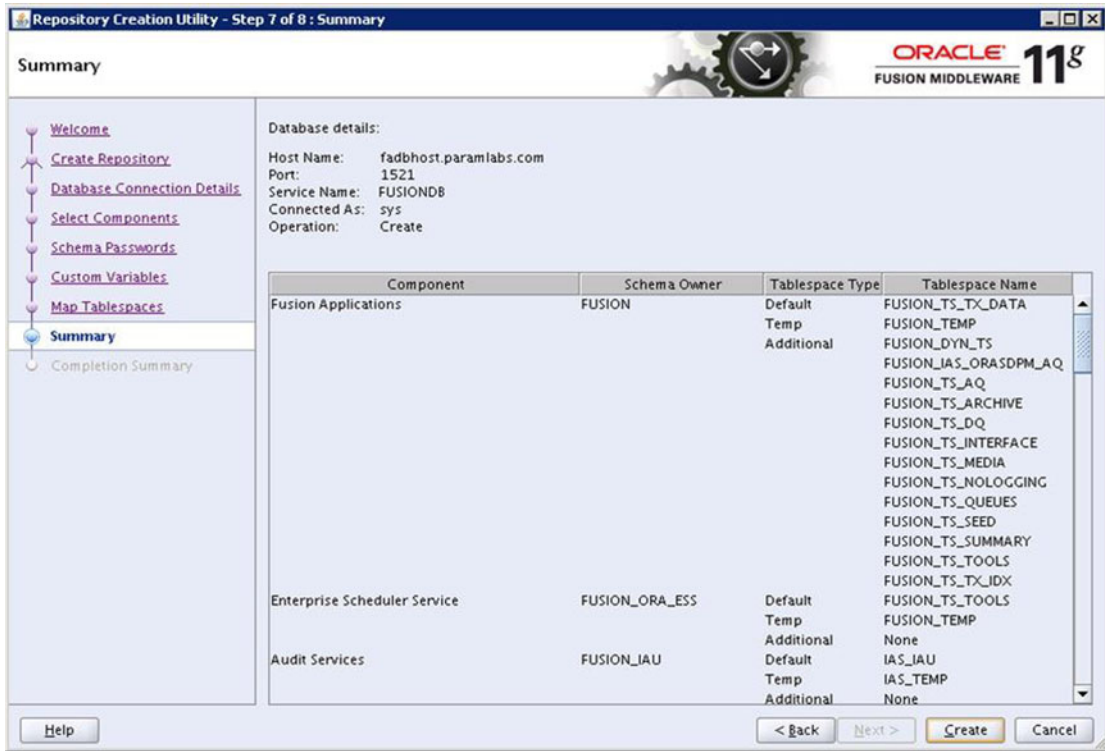 Repository Creation Utility - Step 7 of 8 : Summary
Summary
ORACLE
FUSION MIDDLEWARE
11g
Welcome
Create Repository
Database Connection Details
Select Components
Schema Passwords
Custom Variables
Map Tablespaces
Summary
Completion Summary
Database details:
Host Name: fadbhost.paramlabs.com
Port: 1521
Service Name: FUSIONDB
Connected As: sys
Operation: Create
Component Schema Owner Tablespace Type Tablespace Name
Fusion Applications FUSION Default FUSION_TS_TX_DATA
Temp FUSION_TEMP
Additional FUSION_DYN_TS
FUSION_IAS_ORASDPM_AQ
FUSION_TS_AQ
FUSION_TS_ARCHIVE
FUSION_TS_DQ
FUSION_TS_INTERFACE
FUSION_TS_MEDIA
FUSION_TS_NOLOGGING
FUSION_TS_QUEUES
FUSION_TS_SEED
FUSION_TS_SUMMARY
FUSION_TS_TOOLS
FUSION_TS_TX_IDX
Enterprise Scheduler Service FUSION_ORA_ESS Default FUSION_TS_TOOLS
Temp FUSION_TEMP
Additional None
Audit Services FUSION_IAU Default IAS_IAU
Temp IAS_TEMP
Additional None
Help < Back Next > Create Cancel